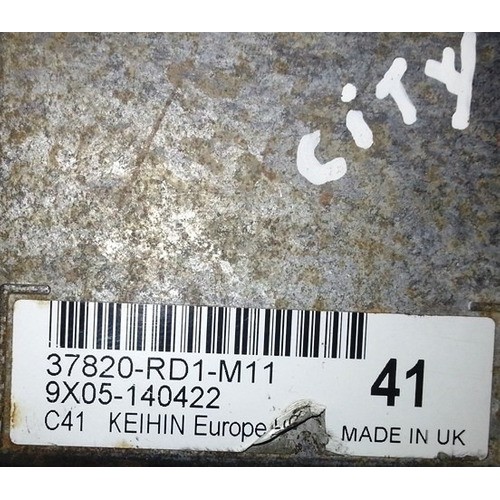 CiTY
37820-RD1-M11
9X05-140422
41
C41 KEIHIN Europe
MADE IN UK